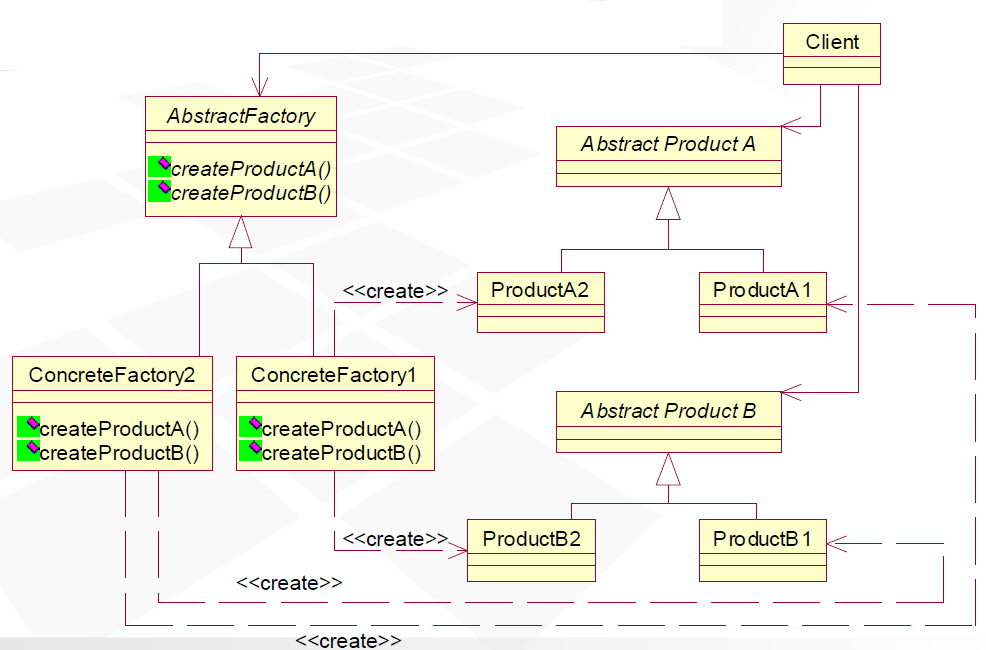 Client
AbstractFactory
createProductA()
createProductB()
Abstract Product A
<<create>>
ProductA2
ProductA1
ConcreteFactory2
createProductA()
createProductB()
ConcreteFactory1
createProductA()
createProductB()
Abstract Product B
<<create>>
ProductB2
ProductB1
<<create>>
<<create>>